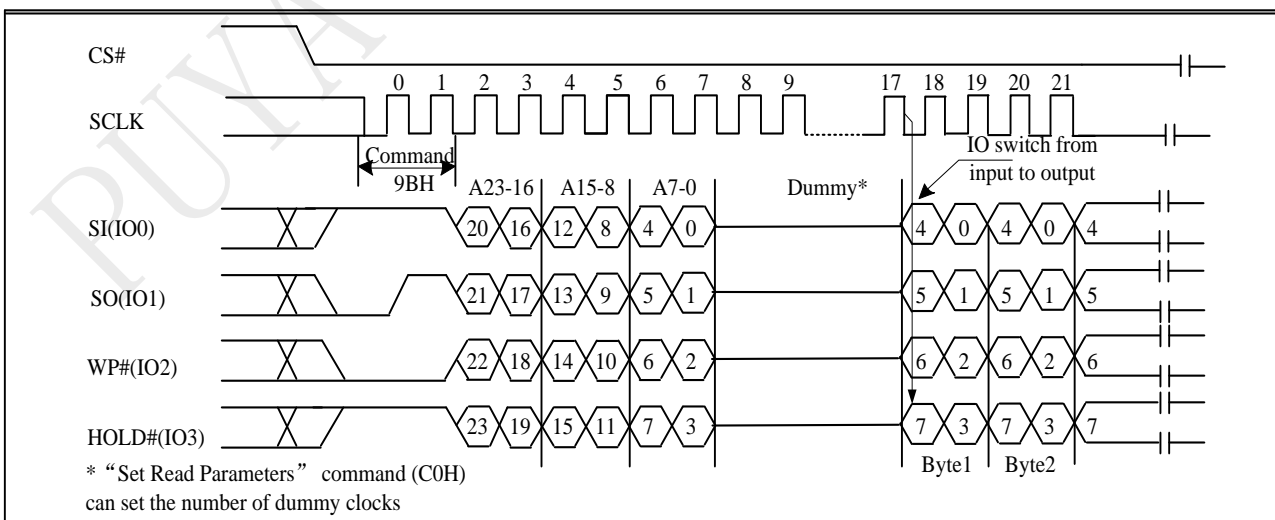 PUYA
CS#
0 1 2 3 4 5 6 7 8 9 17 18 19 20 21
SCLK
Command
9BH
IO switch from
input to output
A23-16 A15-8 A7-0 Dummy*
SI(IO0) 20 16 12 8 4 0 4 0 4 0 4
SO(IO1) 21 17 13 9 5 1 5 1 5 1 5
WP#(IO2) 22 18 14 10 6 2 6 2 6 2 6
HOLD#(IO3) 23 19 15 11 7 3 7 3 7 3 7
Byte1 Byte2
* “Set Read Parameters” command (C0H)
can set the number of dummy clocks